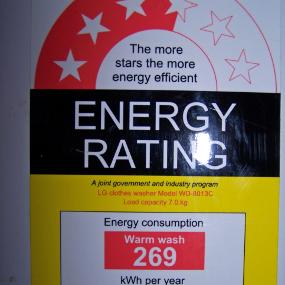 The more
stars the more
energy efficient
ENERGY
RATING
A joint government and industry program
LG clothes washer Model WD-8013C
Load capacity 7.0 kg
Energy consumption
Warm wash
269
kWh per year